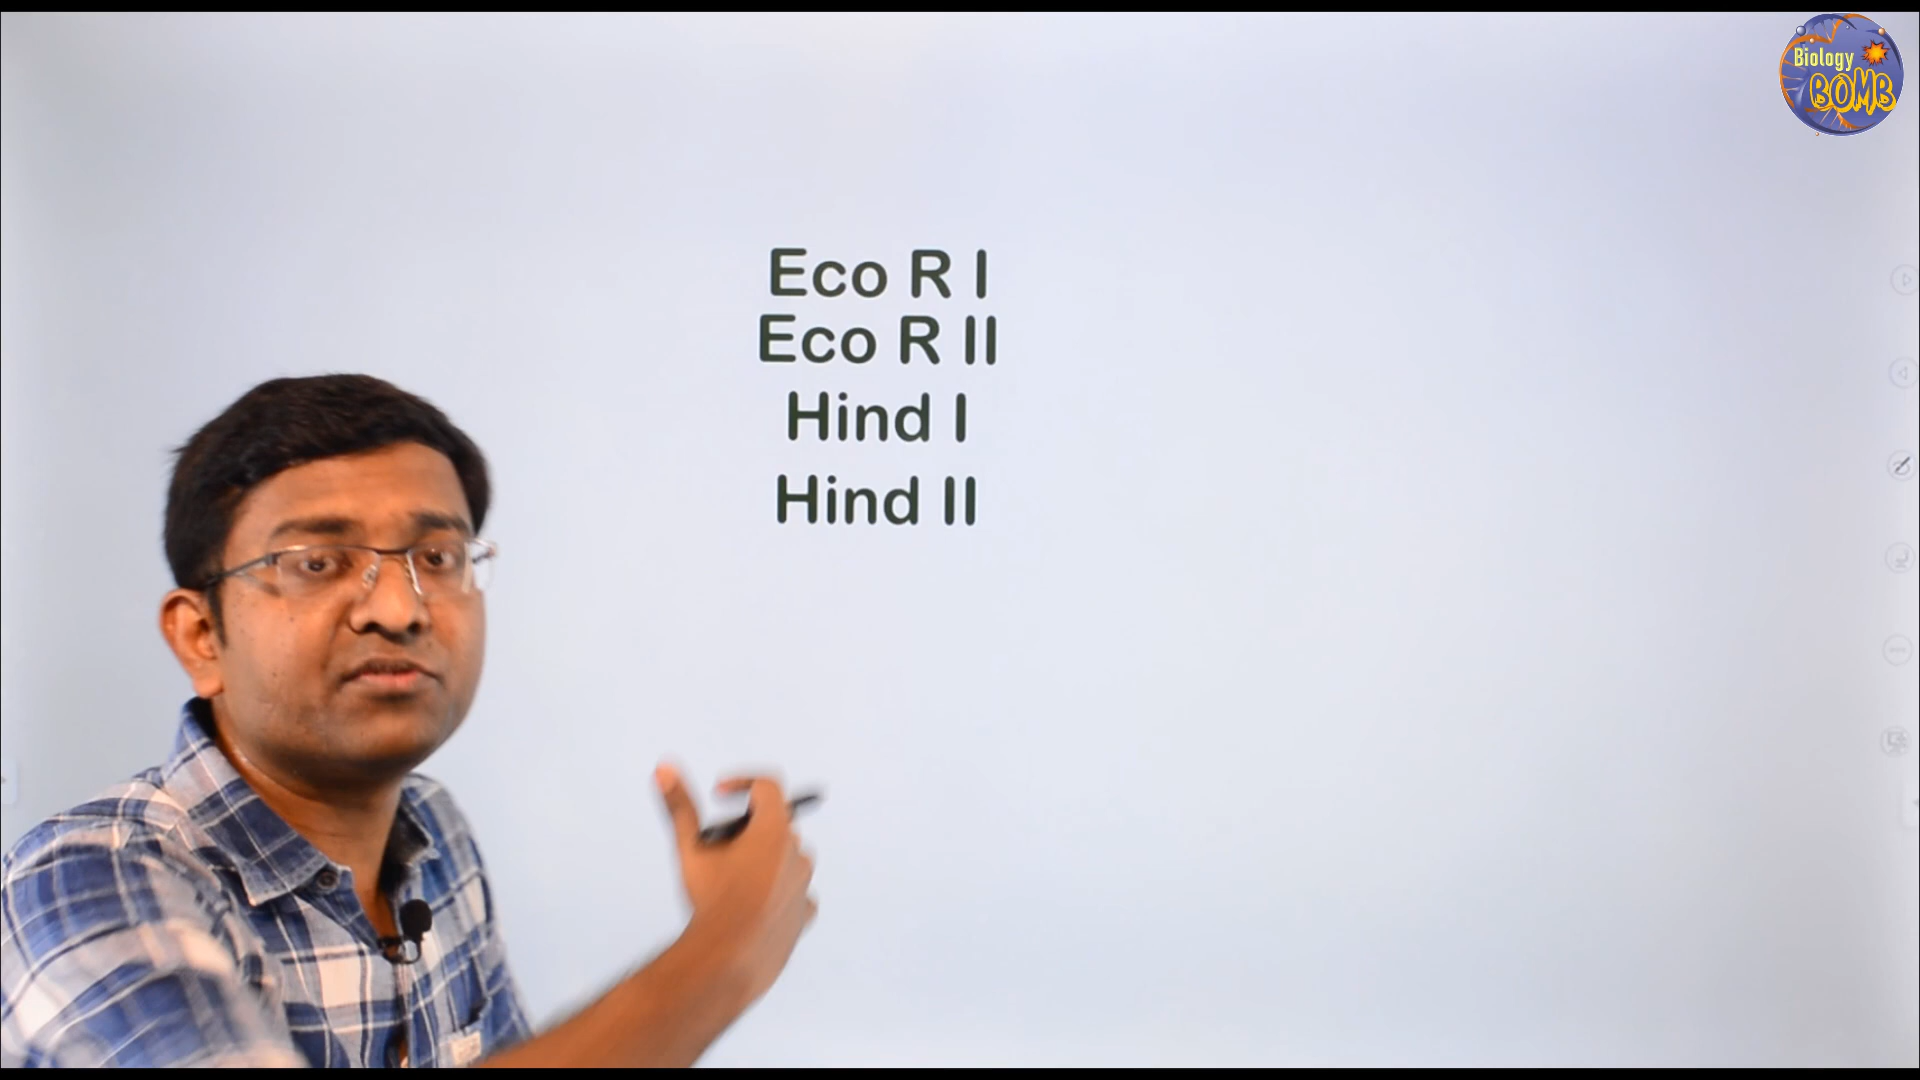 Biology
BOMB
Eco R I
Eco R II
Hind I
Hind II